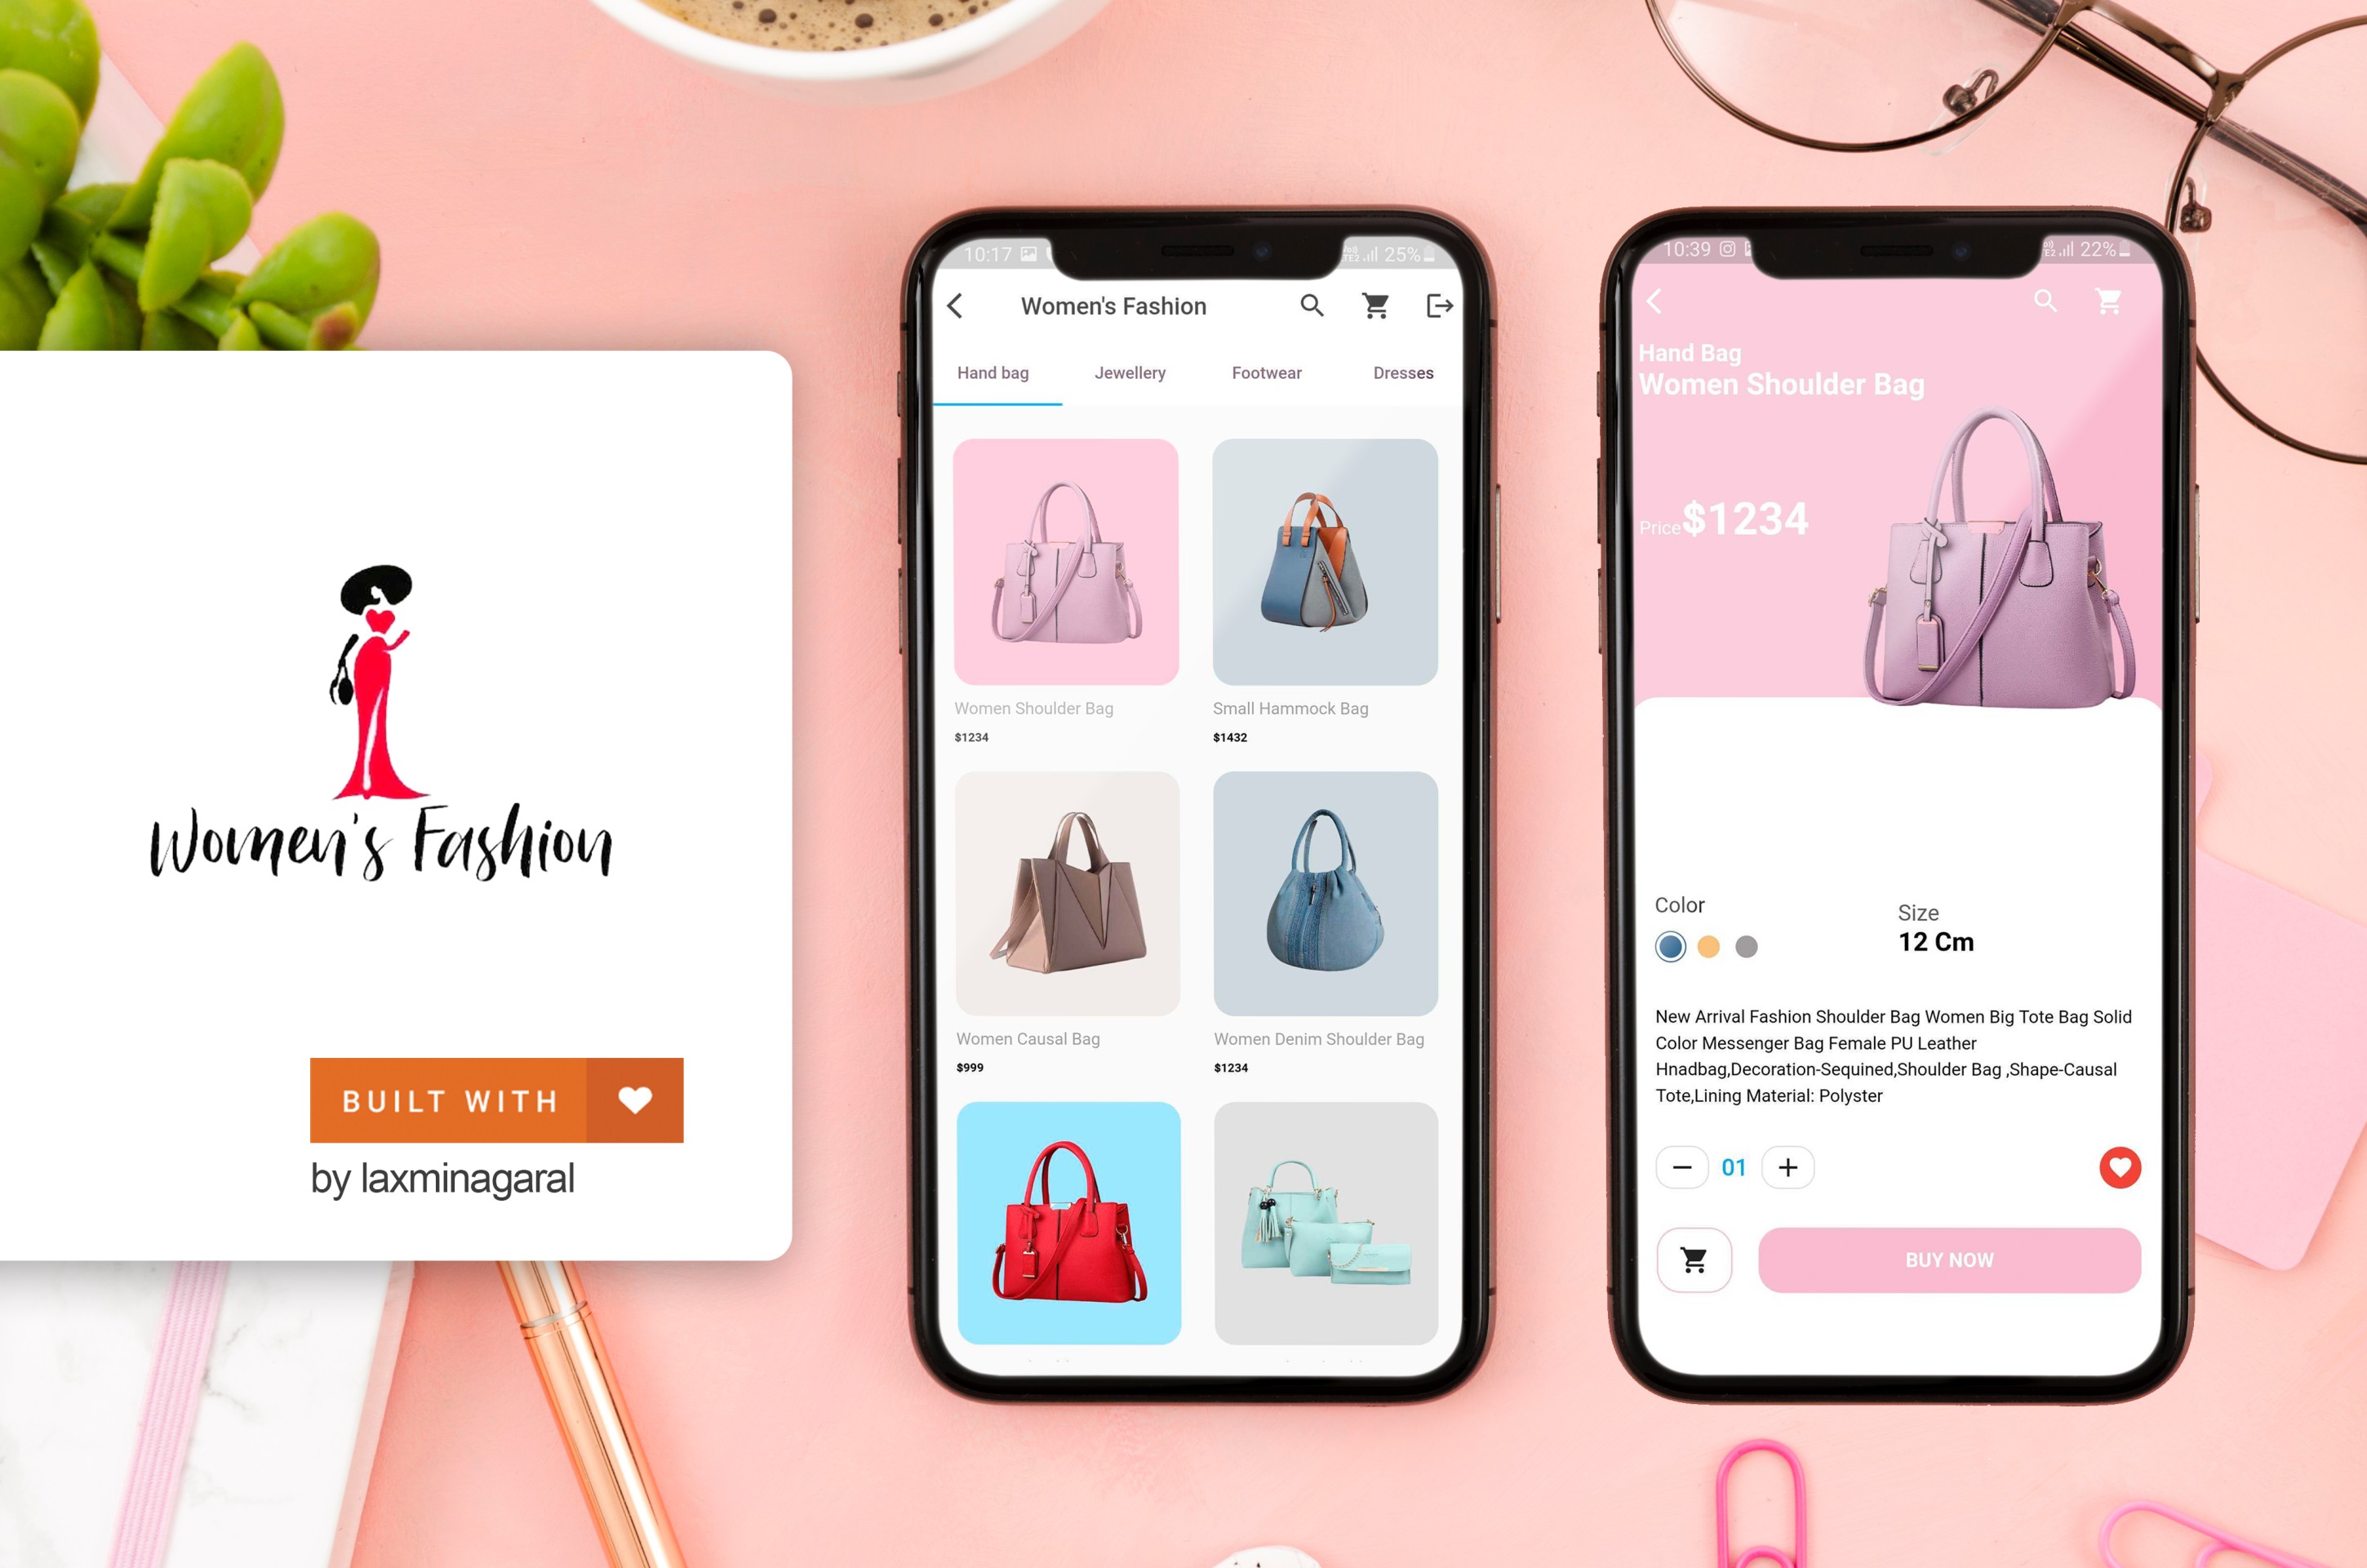 Women's Fashion
BUILT WITH
by laxminagaral
10:17
25%
Women's Fashion
Hand bag
Jewellery
Footwear
Dresses
Women Shoulder Bag
$1234
Small Hammock Bag
$1432
Women Causal Bag
$999
Women Denim Shoulder Bag
$1234
10:39
22%
Hand Bag
Women Shoulder Bag
Price$1234
Color
Size
12 Cm
New Arrival Fashion Shoulder Bag Women Big Tote Bag Solid
Color Messenger Bag Female PU Leather
Hnadbag,Decoration-Sequined,Shoulder Bag ,Shape-Causal
Tote,Lining Material: Polyster
01
BUY NOW